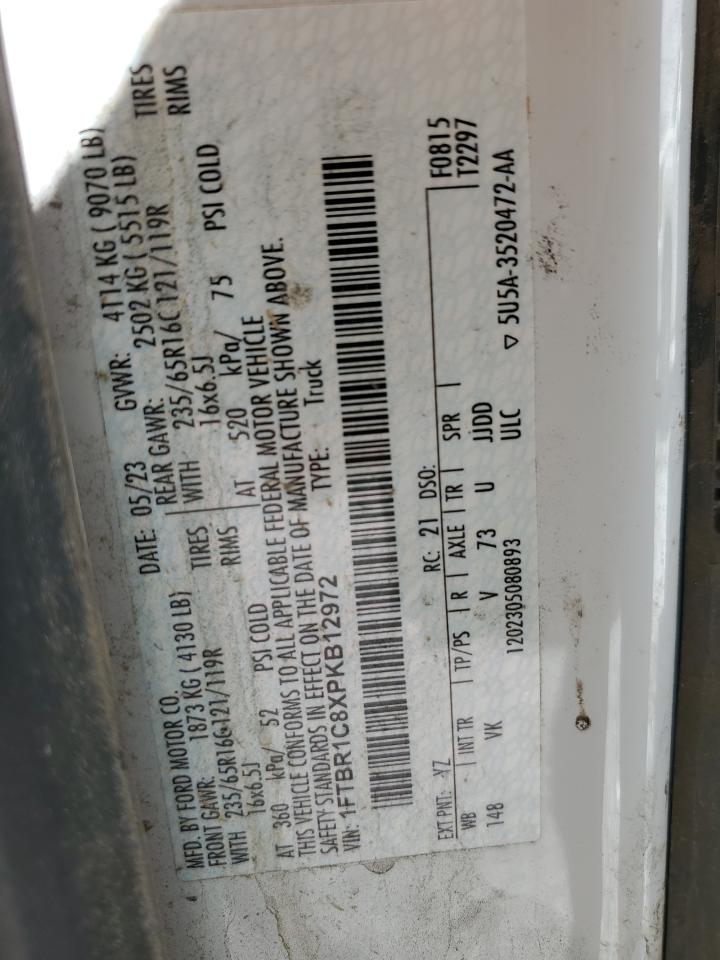 MFD. BY FORD MOTOR CO. DATE: 05/23 GVWR: 4114 KG ( 9070 LB)
FRONT GAWR: 1873 KG ( 4130 LB) REAR GAWR: 2502 KG ( 5515 LB)
WITH 235/65R16C 121/119R TIRES WITH 235/65R16C 121/119R TIRES
16x6.5J RIMS 16x6.5J RIMS
AT 360 kPa/ 52 PSI COLD AT 520 kPa/ 75 PSI COLD
THIS VEHICLE CONFORMS TO ALL APPLICABLE FEDERAL MOTOR VEHICLE
SAFETY STANDARDS IN EFFECT ON THE DATE OF MANUFACTURE SHOWN ABOVE.
VIN: 1FTBR1C8XPKB12972 TYPE: Truck
EXT PNT: YZ RC: 21 DSO: F0815
WB INT TR TP/PS R AXLE TR SPR T2297
148 VK V 73 U JJDD
1202305080893 ULC ▽ 5U5A-3520472-AA